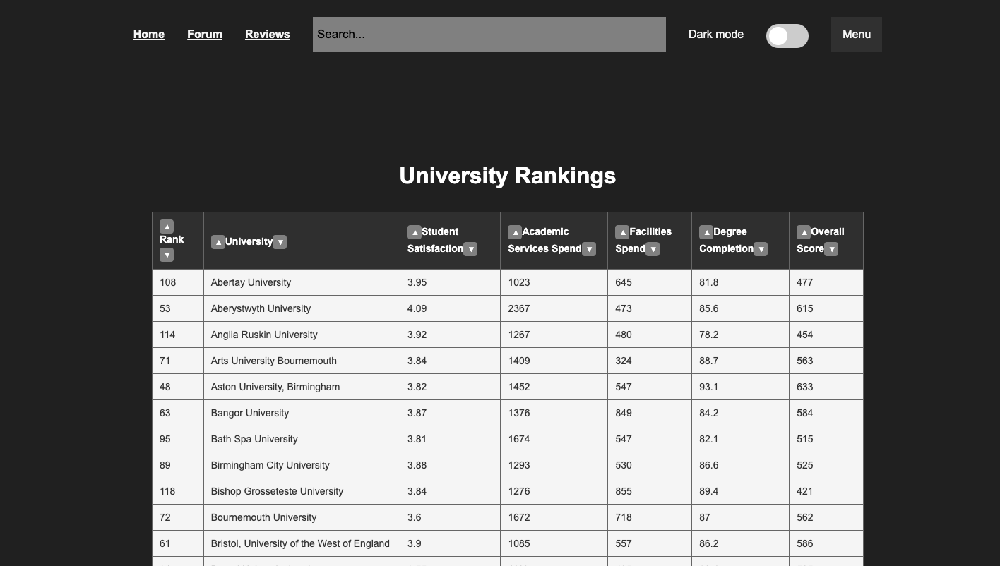 Home Forum Reviews Search... Dark mode Menu
University Rankings
▲ Rank ▼ ▲University▼ ▲Student Satisfaction▼ ▲Academic Services Spend▼ ▲Facilities Spend▼ ▲Degree Completion▼ ▲Overall Score▼
108 Abertay University 3.95 1023 645 81.8 477
53 Aberystwyth University 4.09 2367 473 85.6 615
114 Anglia Ruskin University 3.92 1267 480 78.2 454
71 Arts University Bournemouth 3.84 1409 324 88.7 563
48 Aston University, Birmingham 3.82 1452 547 93.1 633
63 Bangor University 3.87 1376 849 84.2 584
95 Bath Spa University 3.81 1674 547 82.1 515
89 Birmingham City University 3.88 1293 530 86.6 525
118 Bishop Grosseteste University 3.84 1276 855 89.4 421
72 Bournemouth University 3.6 1672 718 87 562
61 Bristol, University of the West of England 3.9 1085 557 86.2 586